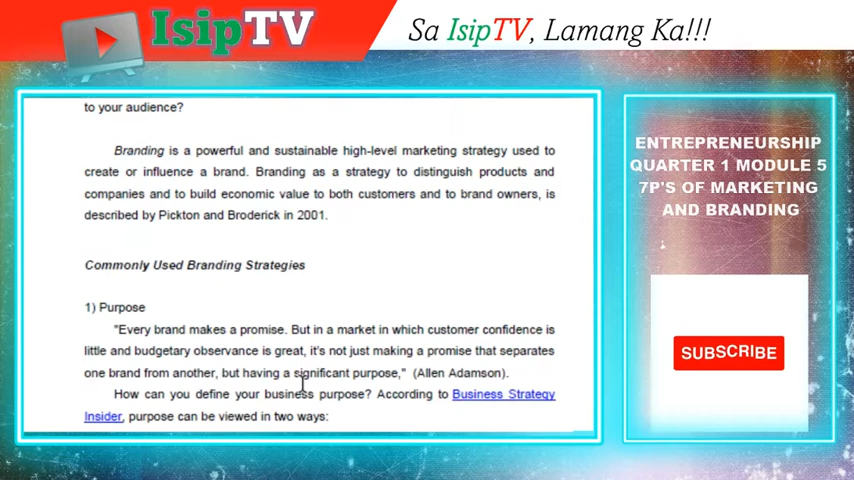 IsipTV
Sa IsipTV, Lamang Ka!!!
to your audience?
Branding is a powerful and sustainable high-level marketing strategy used to
create or influence a brand. Branding as a strategy to distinguish products and
companies and to build economic value to both customers and to brand owners, is
described by Pickton and Broderick in 2001.
Commonly Used Branding Strategies
1) Purpose
"Every brand makes a promise. But in a market in which customer confidence is
little and budgetary observance is great, it's not just making a promise that separates
one brand from another, but having a significant purpose," (Allen Adamson).
How can you define your business purpose? According to Business Strategy
Insider, purpose can be viewed in two ways:
ENTREPRENEURSHIP
QUARTER 1 MODULE 5
7P'S OF MARKETING
AND BRANDING
SUBSCRIBE